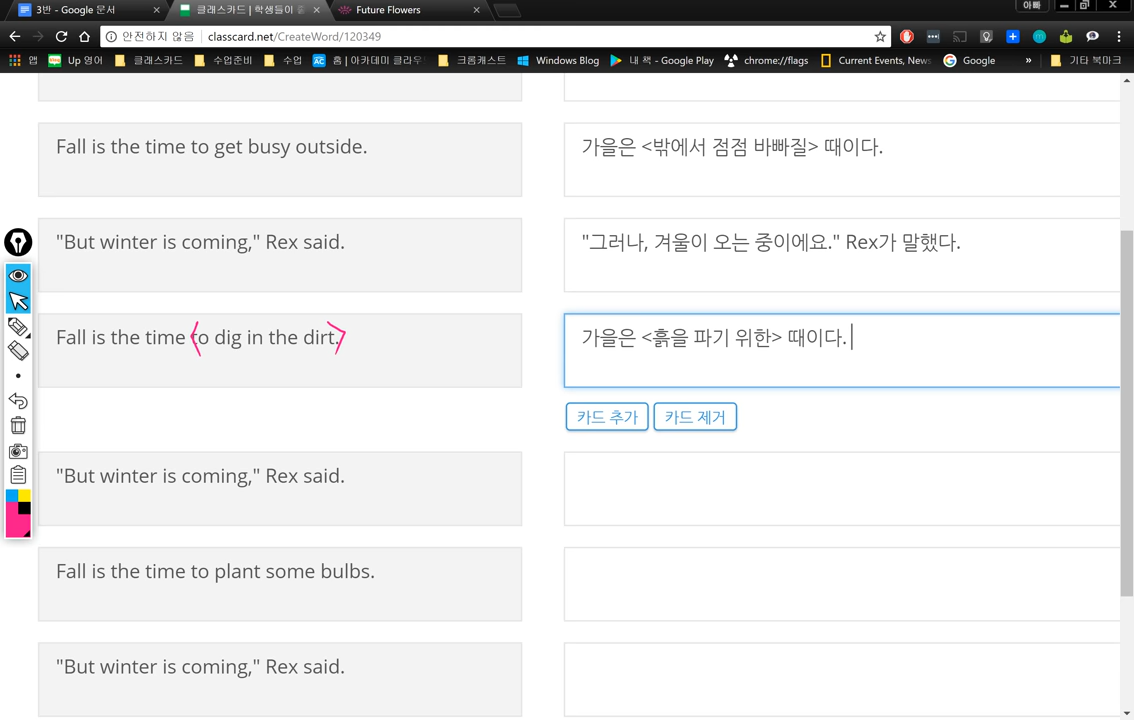 3반 - Google 문서
클래스카드 | 학생들이 줄
Future Flowers
아빠
안전하지 않음
classcard.net/CreateWord/120349
앱
Up 영어
클래스카드
수업준비
수업
홈 | 아카데미 클라우
크롬캐스트
Windows Blog
내 책 - Google Play
chrome://flags
Current Events, News
Google
»
기타 북마크
Fall is the time to get busy outside.
가을은 <밖에서 점점 바빠질> 때이다.
"But winter is coming," Rex said.
"그러나, 겨울이 오는 중이에요." Rex가 말했다.
Fall is the time to dig in the dirt.
가을은 <흙을 파기 위한> 때이다.
카드 추가
카드 제거
"But winter is coming," Rex said.
Fall is the time to plant some bulbs.
"But winter is coming," Rex said.